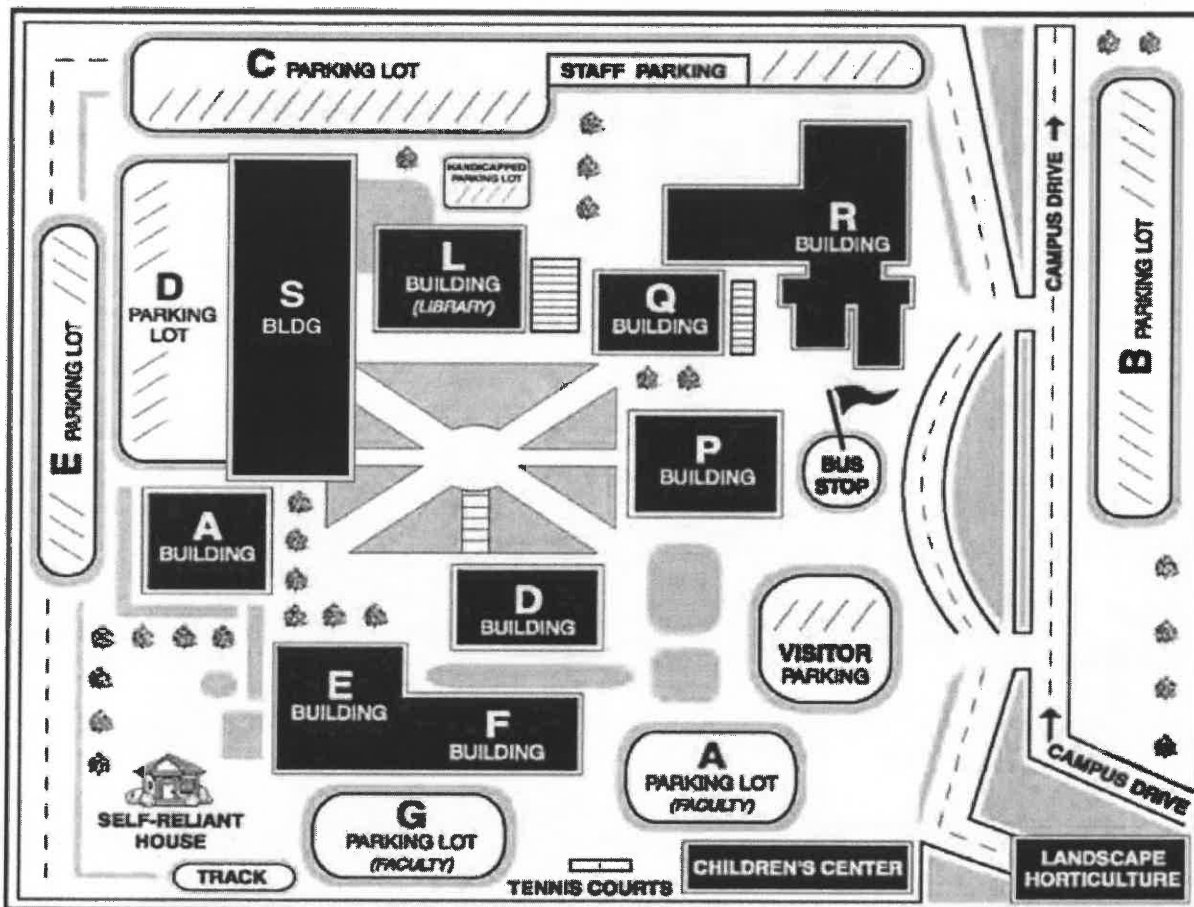 C PARKING LOT
STAFF PARKING
HANDICAPPED
PARKING LOT
CAMPUS DRIVE
B PARKING LOT
R
BUILDING
L
BUILDING
(LIBRARY)
Q
BUILDING
D
PARKING
LOT
S
BLDG
E PARKING LOT
P
BUILDING
BUS
STOP
A
BUILDING
D
BUILDING
VISITOR
PARKING
E
BUILDING
F
BUILDING
A
PARKING LOT
(FACULTY)
CAMPUS DRIVE
SELF-RELIANT
HOUSE
G
PARKING LOT
(FACULTY)
TRACK
TENNIS COURTS
CHILDREN'S CENTER
LANDSCAPE
HORTICULTURE